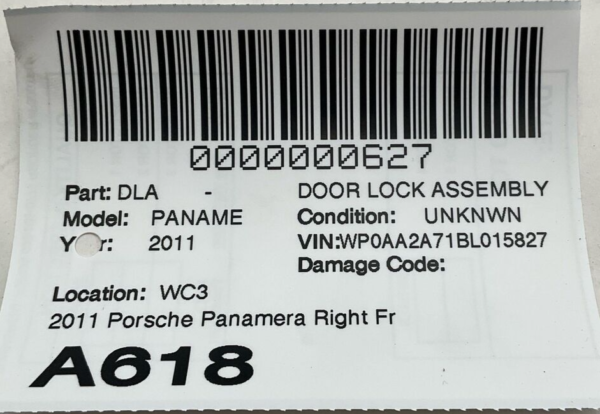 0000000627
Part: DLA - DOOR LOCK ASSEMBLY
Model: PANAME Condition: UNKNWN
Y r: 2011 VIN:WP0AA2A71BL015827
Damage Code:
Location: WC3
2011 Porsche Panamera Right Fr
A618